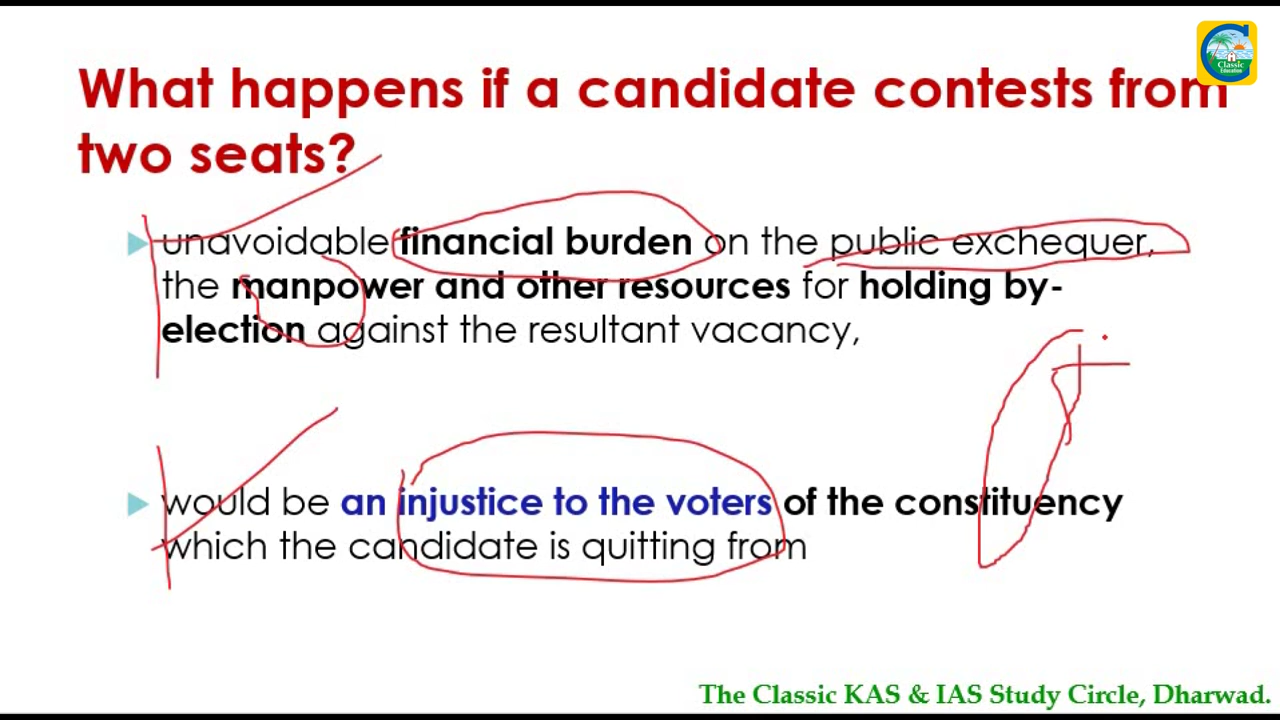 Classic
Education
What happens if a candidate contests from
two seats?
unavoidable financial burden on the public exchequer,
the manpower and other resources for holding by-
election against the resultant vacancy,
would be an injustice to the voters of the constituency
which the candidate is quitting from
The Classic KAS & IAS Study Circle, Dharwad.